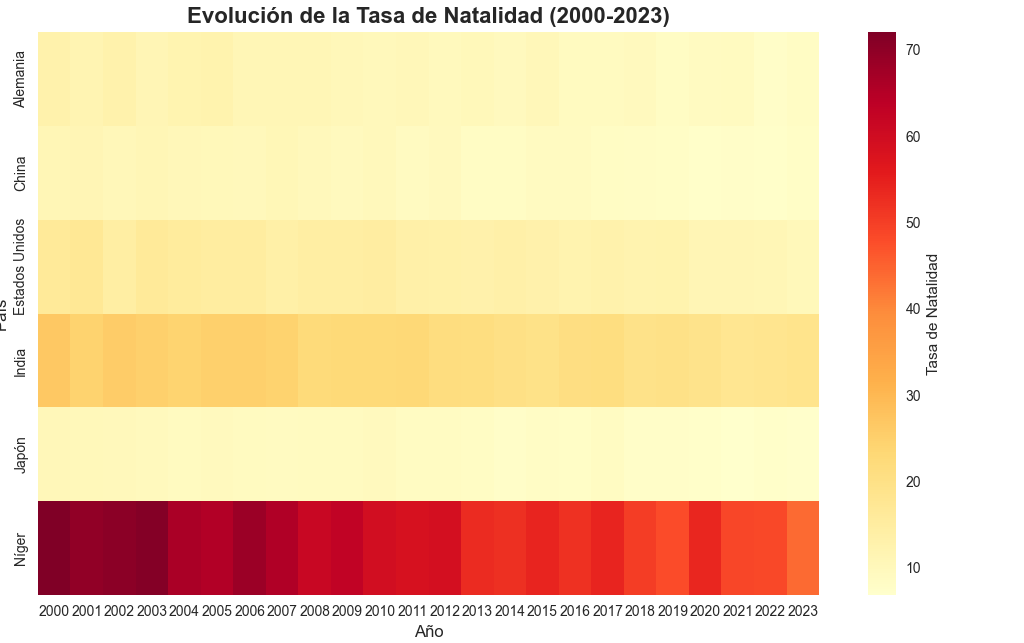 Evolución de la Tasa de Natalidad (2000-2023)
Alemania
China
Estados Unidos
India
Japón
Níger
País
2000 2001 2002 2003 2004 2005 2006 2007 2008 2009 2010 2011 2012 2013 2014 2015 2016 2017 2018 2019 2020 2021 2022 2023
Año
70
60
50
40
30
20
10
Tasa de Natalidad